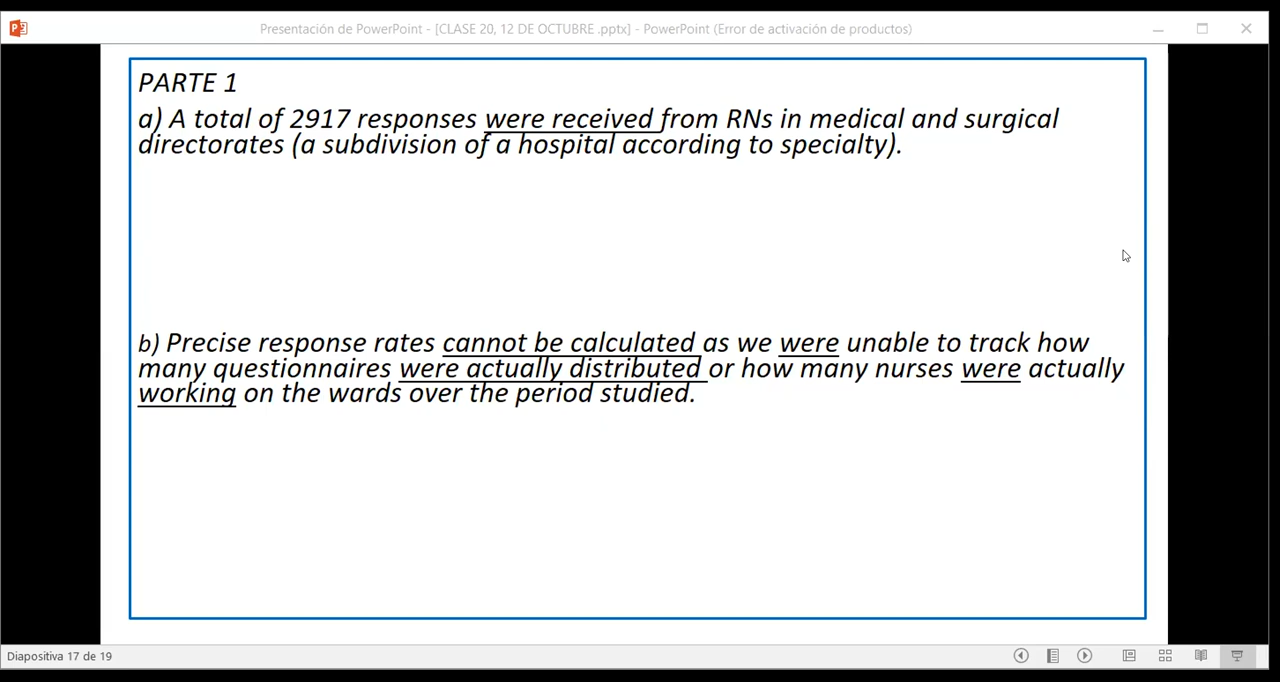 Presentación de PowerPoint - [CLASE 20, 12 DE OCTUBRE .pptx] - PowerPoint (Error de activación de productos)
PARTE 1
a) A total of 2917 responses were received from RNs in medical and surgical
directorates (a subdivision of a hospital according to specialty).
b) Precise response rates cannot be calculated as we were unable to track how
many questionnaires were actually distributed or how many nurses were actually
working on the wards over the period studied.
Diapositiva 17 de 19